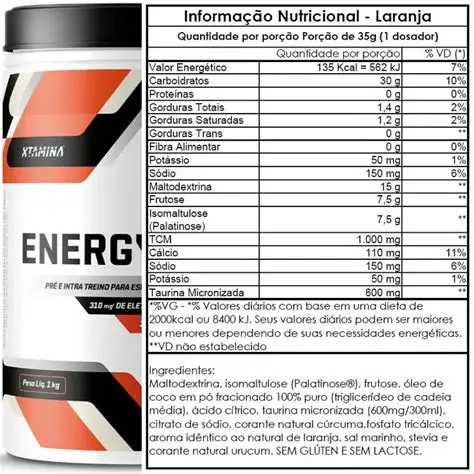 Informação Nutricional - Laranja
Quantidade por porção Porção de 35g (1 dosador)
Quantidade por porção % VD (*)
Valor Energético 135 Kcal = 562 kJ 7%
Carboidratos 30 g 10%
Proteínas 0 g 0%
Gorduras Totais 1,4 g 2%
Gorduras Saturadas 1,2 g 2%
Gorduras Trans 0 g **
Fibra Alimentar 0 g 0%
Potássio 50 mg 1%
Sódio 150 mg 6%
Maltodextrina 15 g **
Frutose 7,5 g **
Isomaltulose
(Palatinose) 7,5 g **
TCM 1.000 mg **
Cálcio 110 mg 11%
Sódio 150 mg 6%
Potássio 50 mg 1%
Taurina Micronizada 600 mg **
*%VG - *% Valores diários com base em uma dieta de
2000kcal ou 8400 kJ. Seus valores diários podem ser maiores
ou menores dependendo de suas necessidades energéticas.
**VD não estabelecido
Ingredientes:
Maltodextrina, isomaltulose (Palatinose®), frutose, óleo de
coco em pó fracionado 100% puro (triglicerídeo de cadeia
média), ácido cítrico, taurina micronizada (600mg/300ml),
citrato de sódio, corante natural cúrcuma,fosfato tricálcico,
aroma idêntico ao natural de laranja, sal marinho, stevia e
corante natural urucum. SEM GLÚTEN E SEM LACTOSE.
XTAMINA
ENERGY
PRÉ E INTRA TREINO PARA ES
310 mg¹ DE ELE
Peso Líq. 1 kg